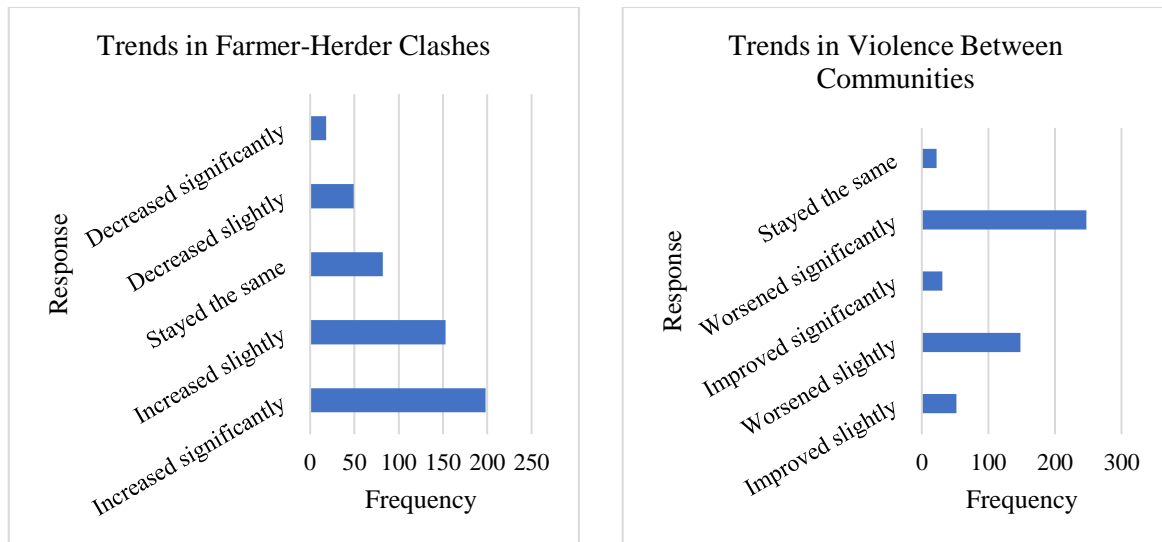 Trends in Farmer-Herder Clashes
Response
Decreased significantly
Decreased slightly
Stayed the same
Increased slightly
Increased significantly
0 50 100 150 200 250
Frequency
Trends in Violence Between
Communities
Response
Stayed the same
Worsened significantly
Improved significantly
Worsened slightly
Improved slightly
0 100 200 300
Frequency